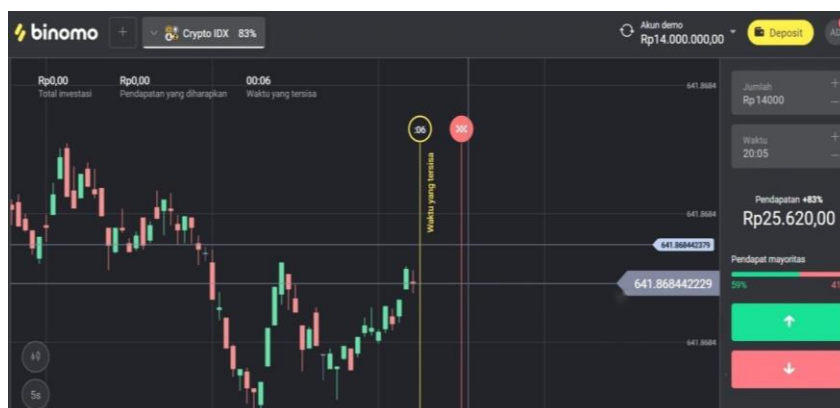 binomo
+
Crypto IDX 83%
Akun demo
Rp14.000.000,00
Deposit
Rp0,00
Total investasi
Rp0,00
Pendapatan yang diharapkan
00:06
Waktu yang tersisa
641.8684
:06
Waktu yang tersisa
641.8684
641.868442379
641.868442229
641.8684
5s
Jumlah
Rp14000
+
−
Waktu
20:05
+
−
Pendapatan +83%
Rp25.620,00
Pendapat mayoritas
59%